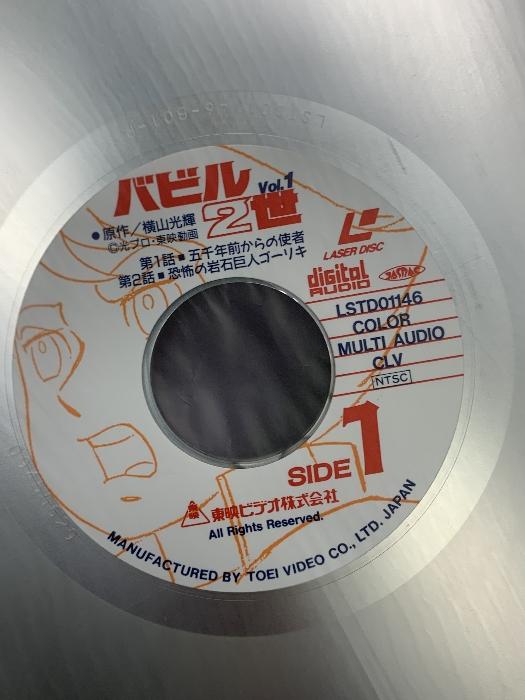 バビル
2世
Vol.1
●原作/横山光輝
©光プロ・東映動画
第1話■五千年前からの使者
第2話■恐怖の岩石巨人ゴーリキ
LASER DISC
digital
AUDIO
LSTD01146
COLOR
MULTI AUDIO
CLV
NTSC
SIDE 1
東映ビデオ株式会社
All Rights Reserved.
MANUFACTURED BY TOEI VIDEO CO., LTD. JAPAN